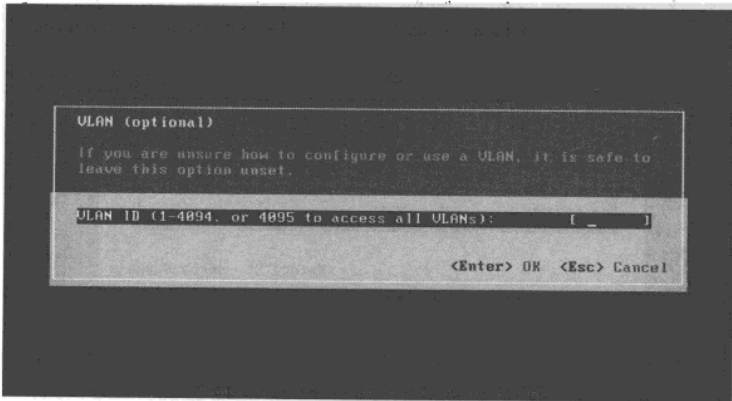 VLAN (optional)
If you are unsure how to configure or use a VLAN, it is safe to
leave this option unset.
VLAN ID (1-4094, or 4095 to access all VLANs): [ _ ]
<Enter> OK <Esc> Cancel